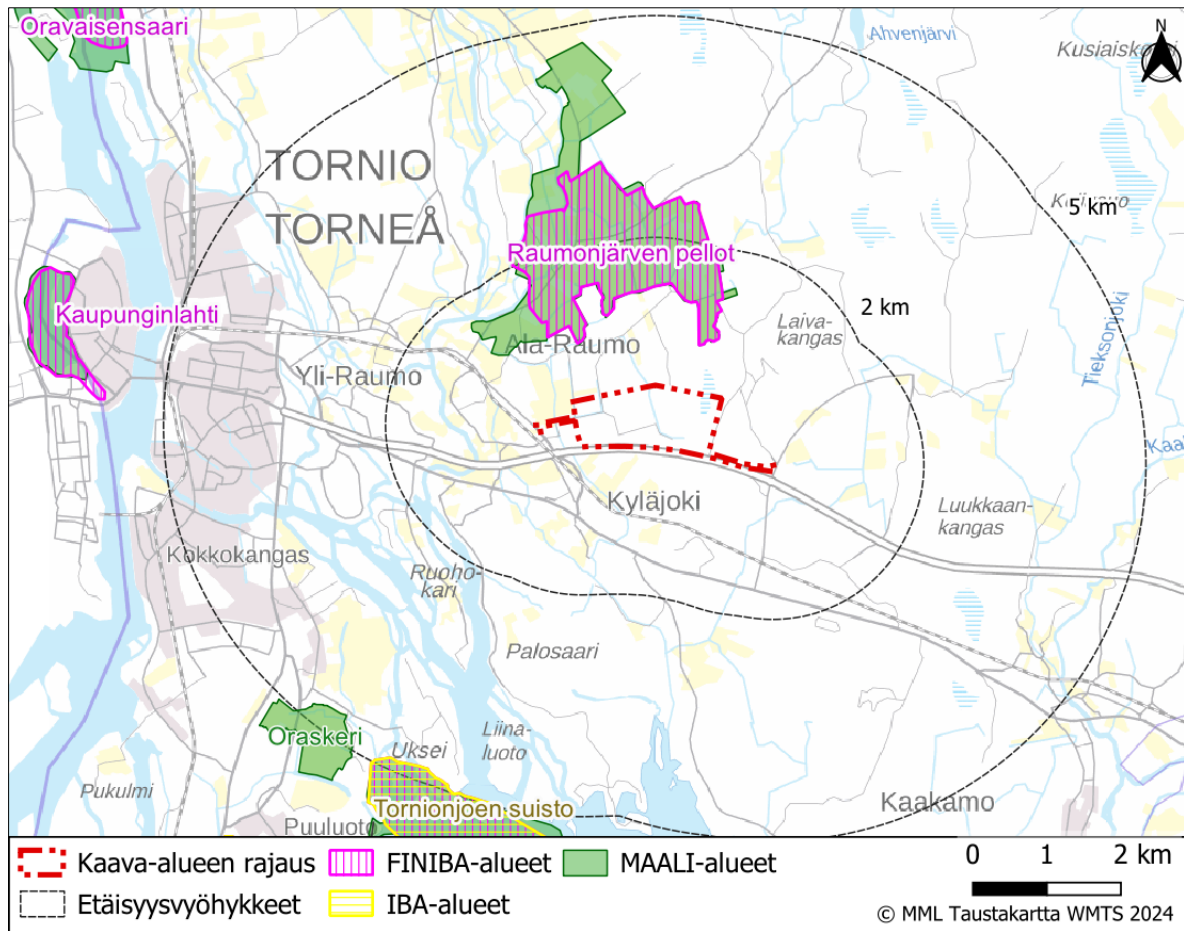 Oravaisensaari
Ahvenjärvi
Kusiaisko
N
TORNIO
TORNEÅ
5 km
Raumonjärven pellot
Kaupunginlahti
2 km
Laiva-
kangas
Tieksonjoki
Ala-Raumo
Yli-Raumo
Kaa
Kyläjoki
Luukkaan-
kangas
Kokkokangas
Ruoho-
kari
Palosaari
Oraskeri
Uksei
Liina-
luoto
Pukulmi
Tornionjoen suisto
Puuluoto
Kaakamo
Kaava-alueen rajaus
FINIBA-alueet
MAALI-alueet
0 1 2 km
Etäisyysvyöhykkeet
IBA-alueet
© MML Taustakartta WMTS 2024